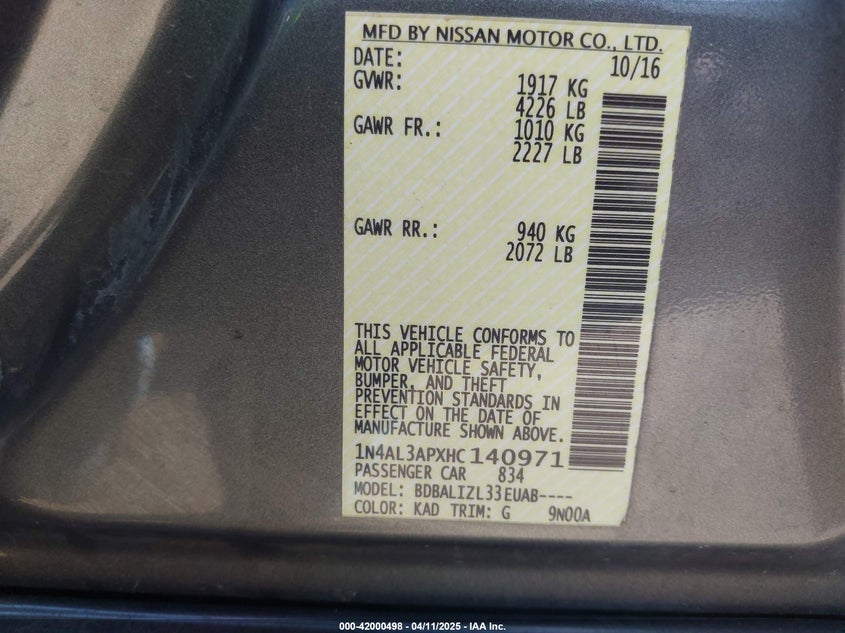 MFD BY NISSAN MOTOR CO., LTD.
DATE: 10/16
GVWR: 1917 KG
4226 LB
GAWR FR.: 1010 KG
2227 LB
GAWR RR.: 940 KG
2072 LB
THIS VEHICLE CONFORMS TO
ALL APPLICABLE FEDERAL
MOTOR VEHICLE SAFETY,
BUMPER, AND THEFT
PREVENTION STANDARDS IN
EFFECT ON THE DATE OF
MANUFACTURE SHOWN ABOVE.
1N4AL3APXHC140971
PASSENGER CAR 834
MODEL: BDBALIZL33EUAB----
COLOR: KAD TRIM: G 9N00A
000-42000498 - 04/11/2025 - IAA Inc.